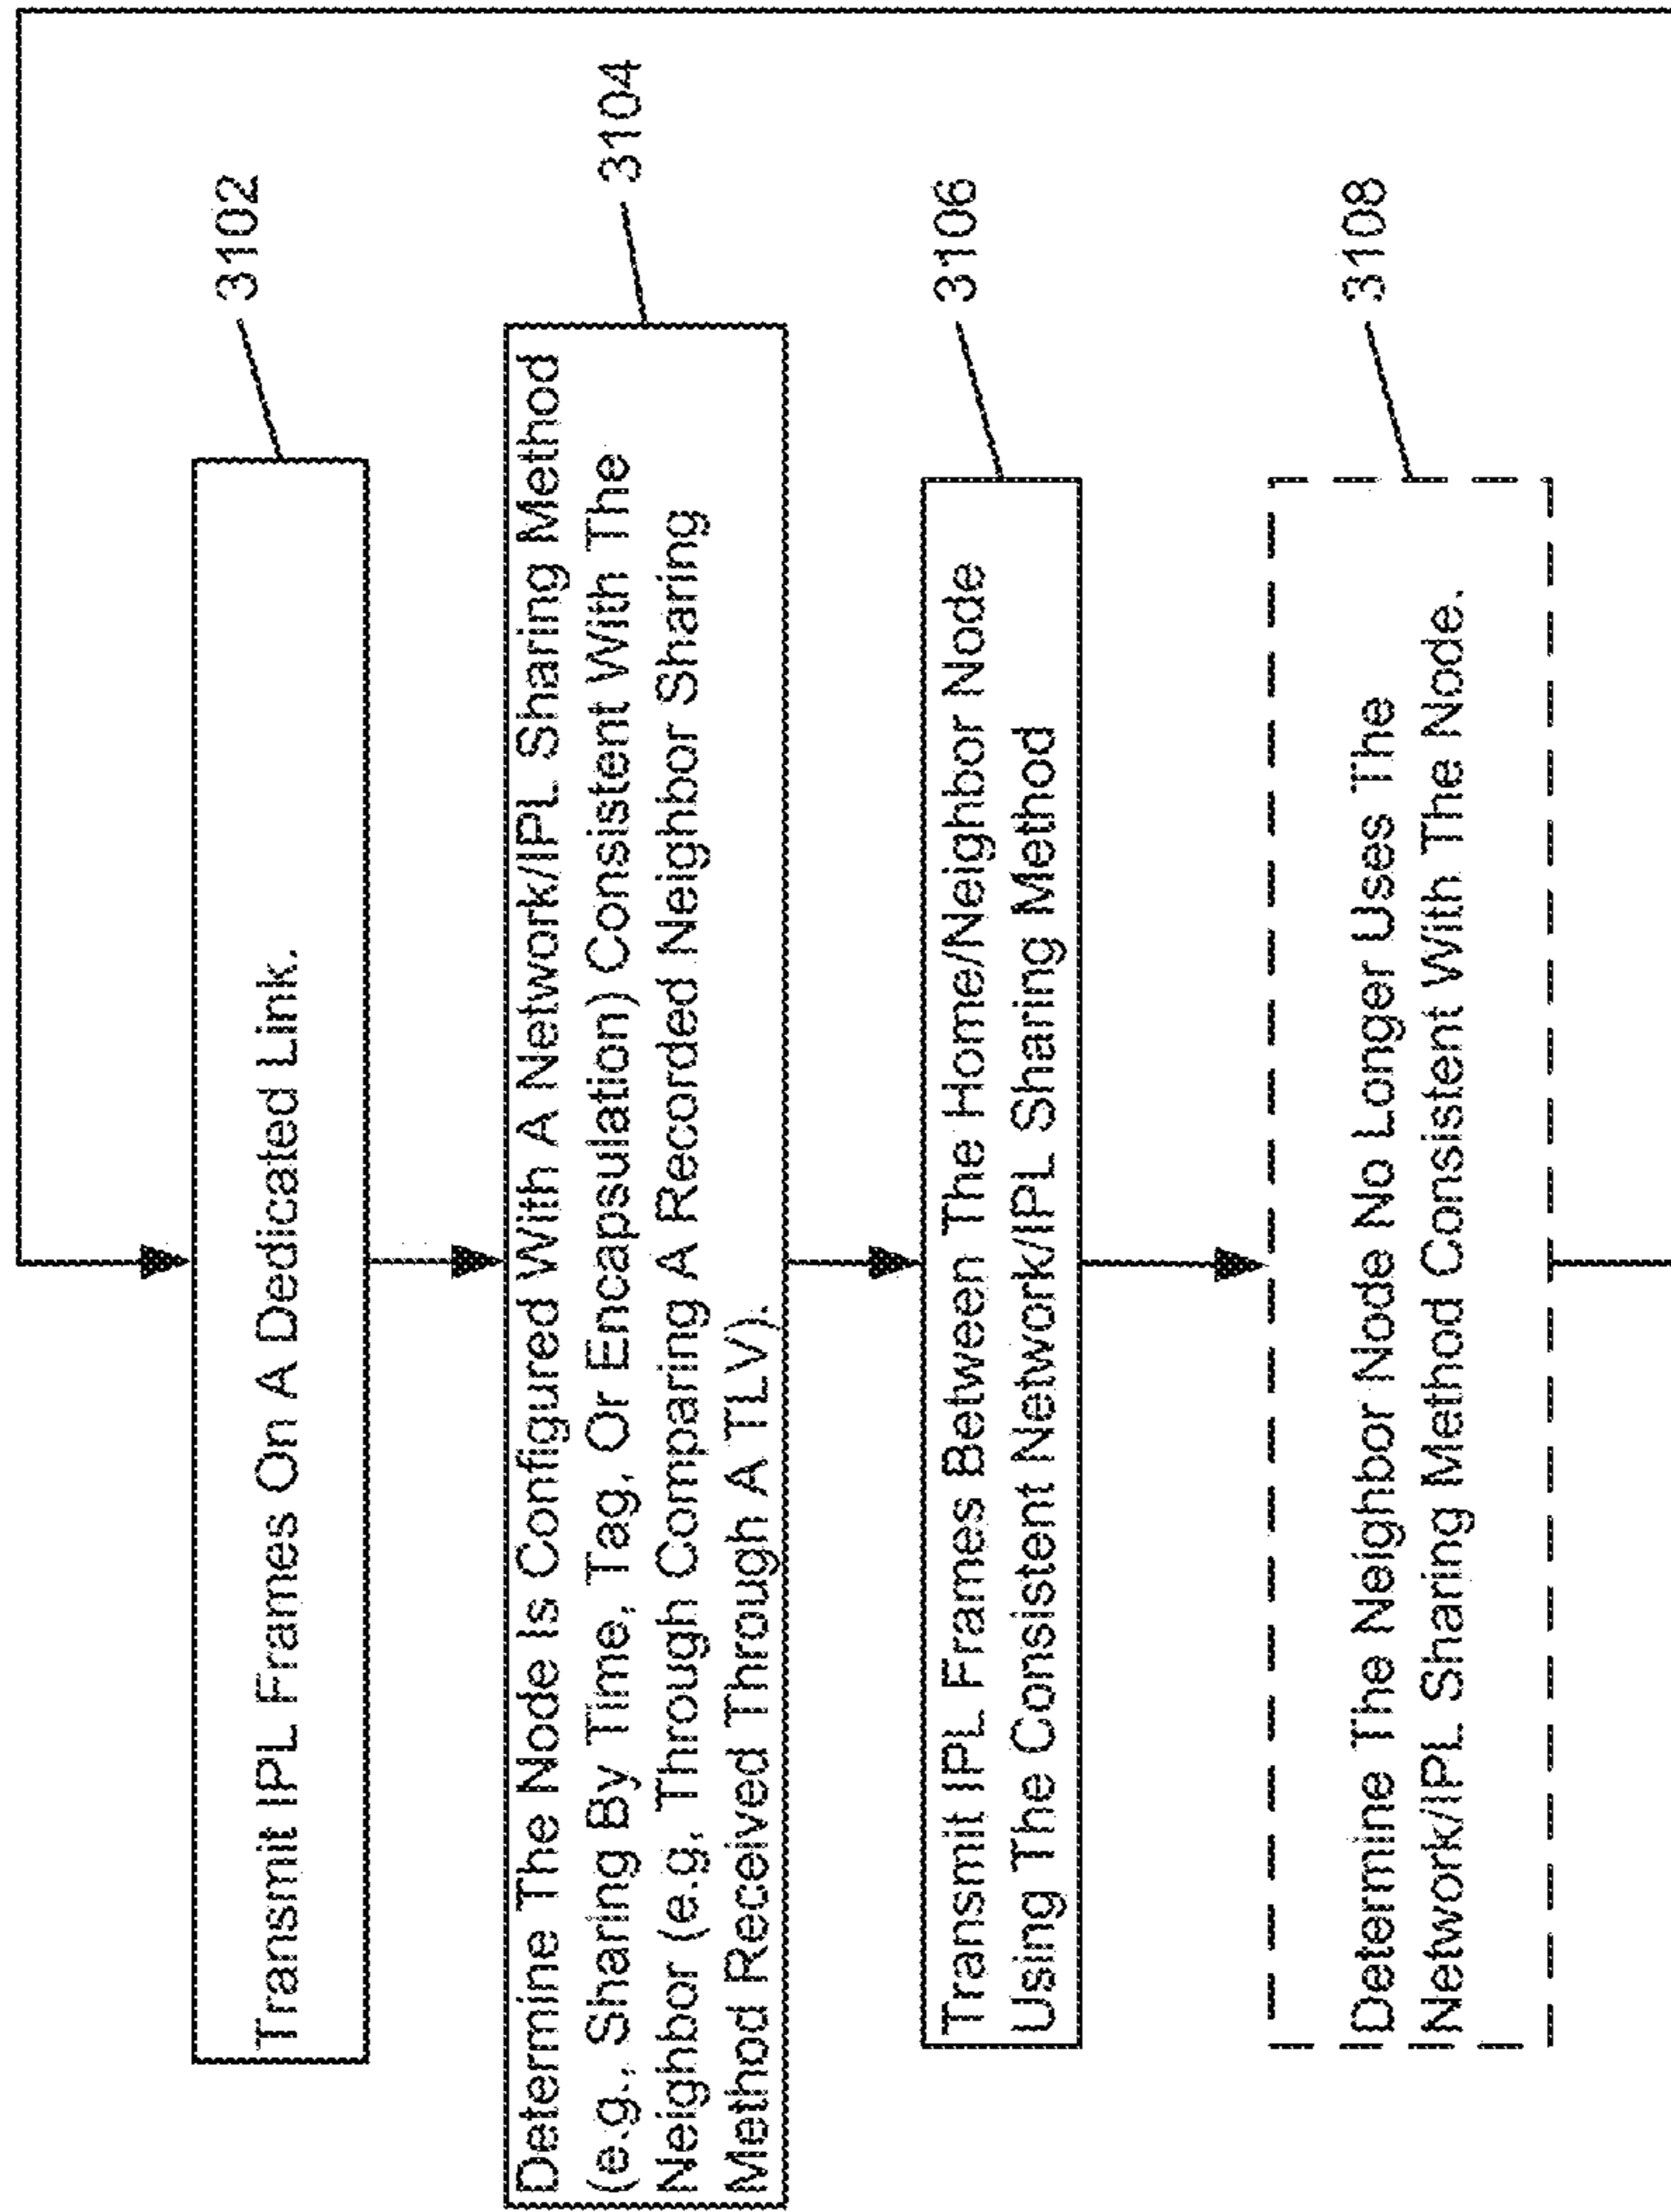 Transmit IPL Frames On A Dedicated Link.
3102
Determine The Node Is Configured With A Network/IPL Sharing Method
(e.g., Sharing By Time, Tag, Or Encapsulation) Consistent With The
Neighbor (e.g, Through Comparing A Recorded Neighbor Sharing
Method Received Through A TLV).
3104
Transmit IPL Frames Between The Home/Neighbor Node
Using The Consistent Network/IPL Sharing Method
3106
Determine The Neighbor Node No Longer Uses The
Network/IPL Sharing Method Consistent With The Node.
3108